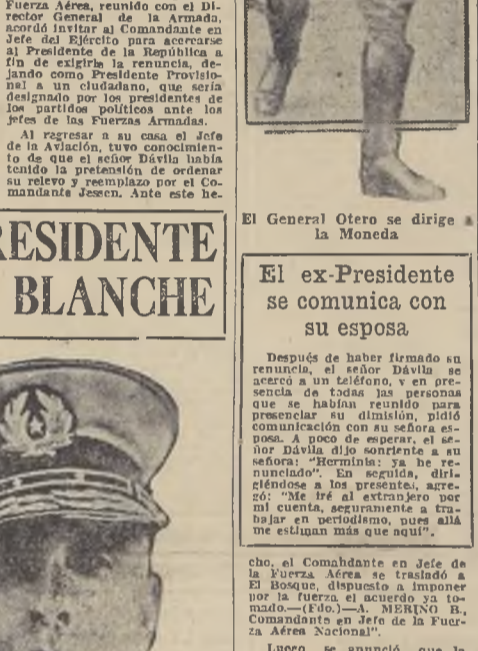 Fuerza Aérea, reunido con el Di-
rector General de la Armada,
acordó invitar al Comandante en
Jefe del Ejército para acercarse
al Presidente de la República a
fin de exigirle la renuncia, de-
jando como Presidente Provisio-
nal a un ciudadano, que sería
designado por los presidentes de
los partidos políticos ante los
jefes de las Fuerzas Armadas.
Al regresar a su casa el Jefe
de la Aviación, tuvo conocimien-
to de que el señor Dávila había
tenido la pretensión de ordenar
su relevo y reemplazo por el Co-
mandante Jessen. Ante este he-
RESIDENTE
BLANCHE
El General Otero se dirige a
la Moneda
El ex-Presidente
se comunica con
su esposa
Después de haber firmado su
renuncia, el señor Dávila se
acercó a un teléfono, y en pre-
sencia de todas las personas
que se habían reunido para
presenciar su dimisión, pidió
comunicación con su señora es-
posa. A poco de esperar, el se-
ñor Dávila dijo sonriente a su
señora: "Herminia: ya he re-
nunciado". En seguida, diri-
giéndose a los presentes, agre-
gó: "Me iré al extranjero por
mi cuenta, seguramente a tra-
bajar en periodismo, pues allá
me estiman más que aquí".
cho, el Comandante en Jefe de
la Fuerza Aérea se trasladó a
El Bosque, dispuesto a imponer
por la fuerza el acuerdo ya to-
mado.—(Fdo.)—A. MERINO B.,
Comandante en Jefe de la Fuer-
za Aérea Nacional".
Luego se anunció que la